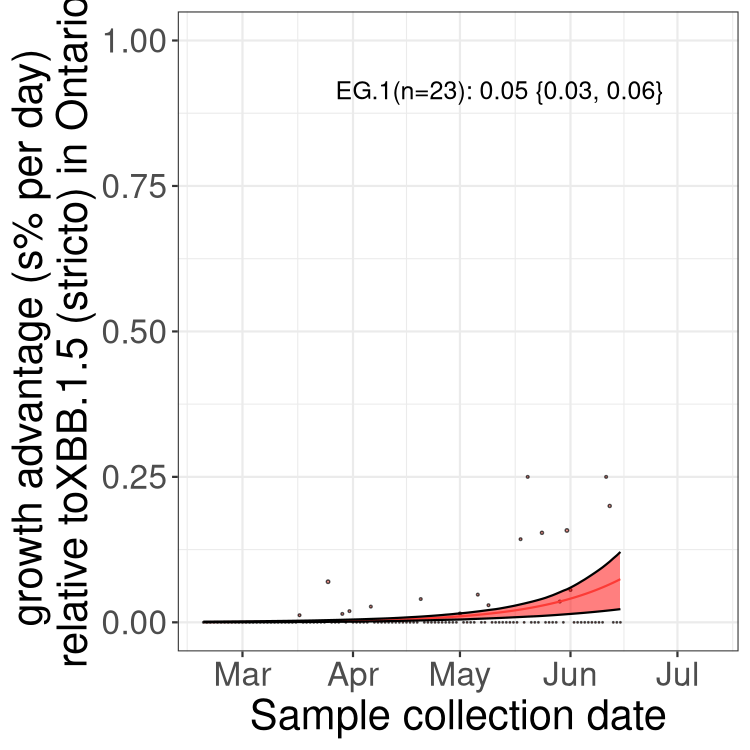 growth advantage (s% per day)
relative toXBB.1.5 (stricto) in Ontario
1.00
0.75
0.50
0.25
0.00
EG.1(n=23): 0.05 {0.03, 0.06}
Mar Apr May Jun Jul
Sample collection date